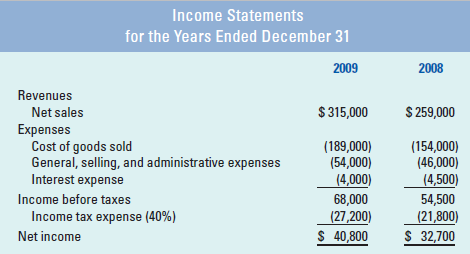 Income Statements
for the Years Ended December 31
2009 2008
Revenues
Net sales $ 315,000 $ 259,000
Expenses
Cost of goods sold (189,000) (154,000)
General, selling, and administrative expenses (54,000) (46,000)
Interest expense (4,000) (4,500)
Income before taxes 68,000 54,500
Income tax expense (40%) (27,200) (21,800)
Net income $ 40,800 $ 32,700